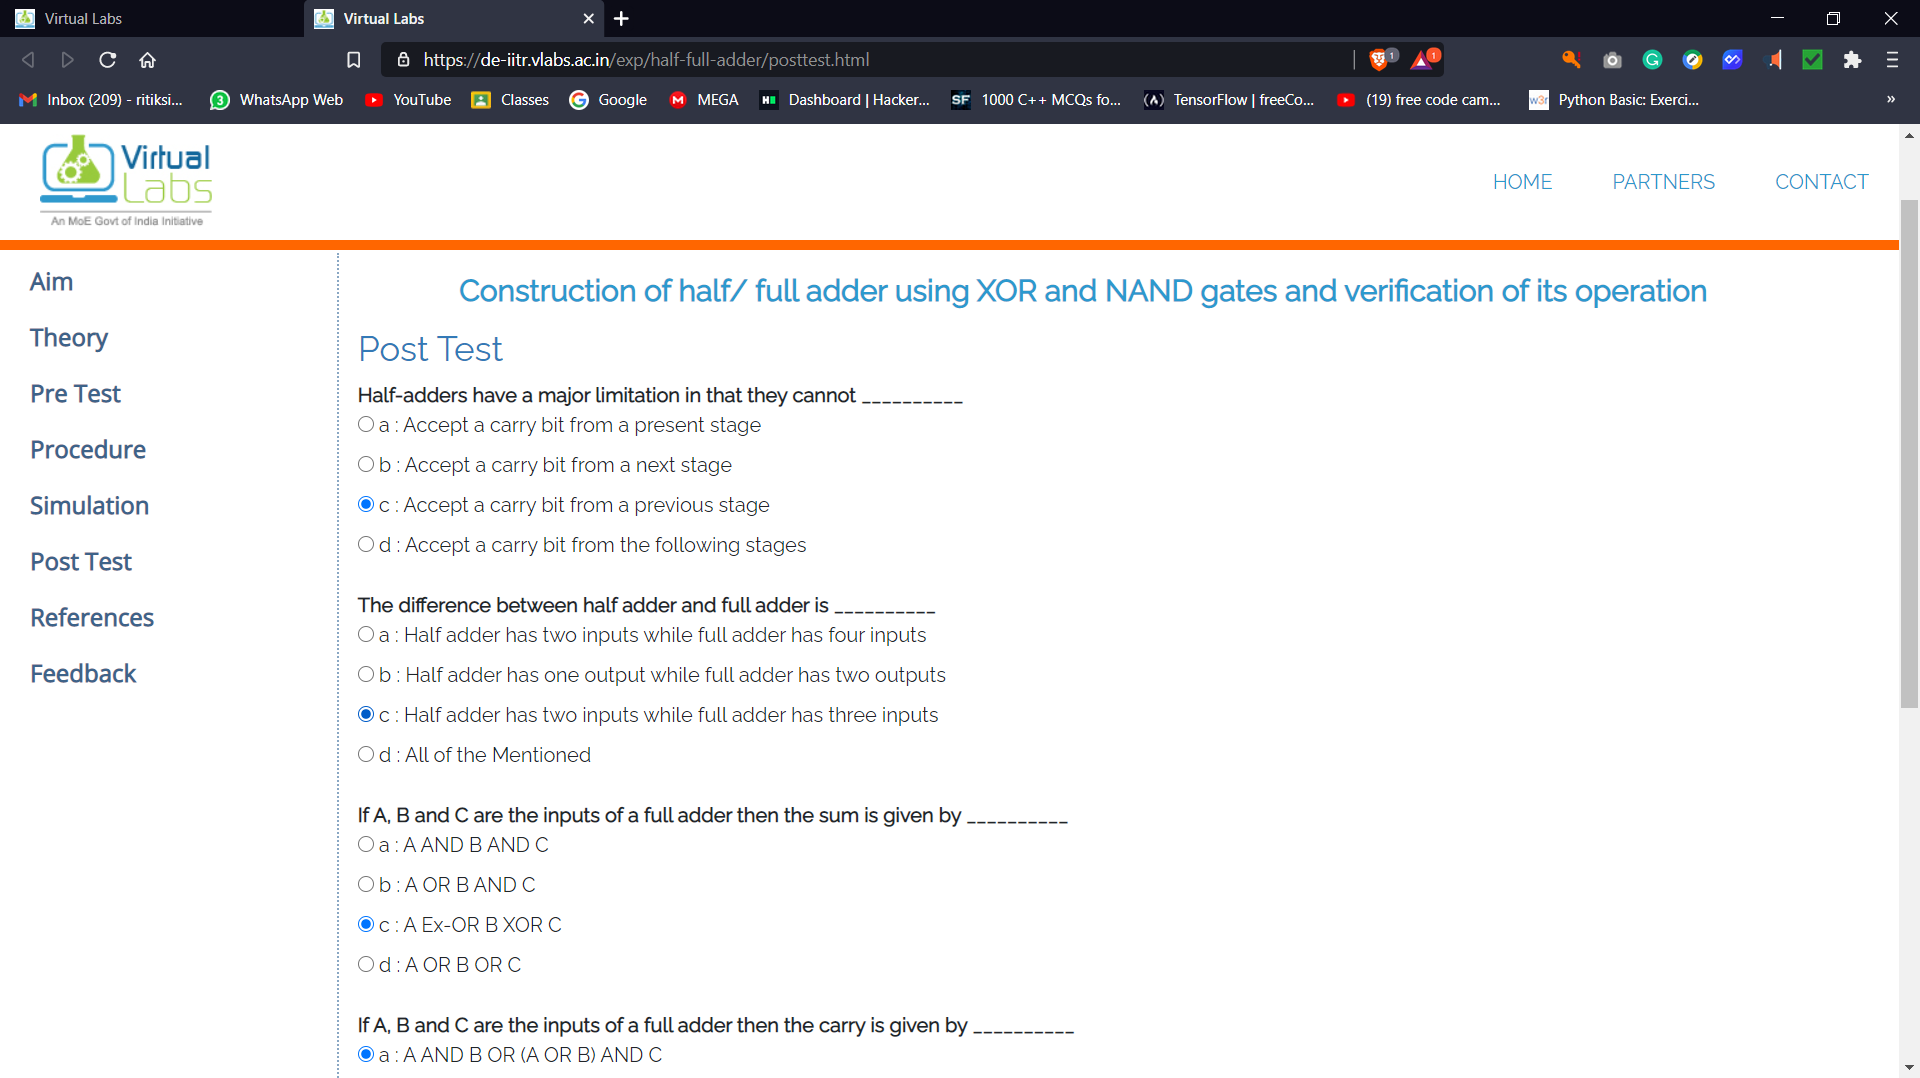 Virtual Labs
Virtual Labs
https://de-iitr.vlabs.ac.in/exp/half-full-adder/posttest.html
1
1
Inbox (209) - ritiksi...
3
WhatsApp Web
YouTube
Classes
Google
M
MEGA
Dashboard | Hacker...
SF
1000 C++ MCQs fo...
TensorFlow | freeCo...
(19) free code cam...
w3r
Python Basic: Exerci...
»
Virtual
Labs
An MoE Govt of India Initiative
HOME
PARTNERS
CONTACT
Aim
Theory
Pre Test
Procedure
Simulation
Post Test
References
Feedback
Construction of half/ full adder using XOR and NAND gates and verification of its operation
Post Test
Half-adders have a major limitation in that they cannot __________
a : Accept a carry bit from a present stage
b : Accept a carry bit from a next stage
c : Accept a carry bit from a previous stage
d : Accept a carry bit from the following stages
The difference between half adder and full adder is __________
a : Half adder has two inputs while full adder has four inputs
b : Half adder has one output while full adder has two outputs
c : Half adder has two inputs while full adder has three inputs
d : All of the Mentioned
If A, B and C are the inputs of a full adder then the sum is given by __________
a : A AND B AND C
b : A OR B AND C
c : A Ex-OR B XOR C
d : A OR B OR C
If A, B and C are the inputs of a full adder then the carry is given by __________
a : A AND B OR (A OR B) AND C